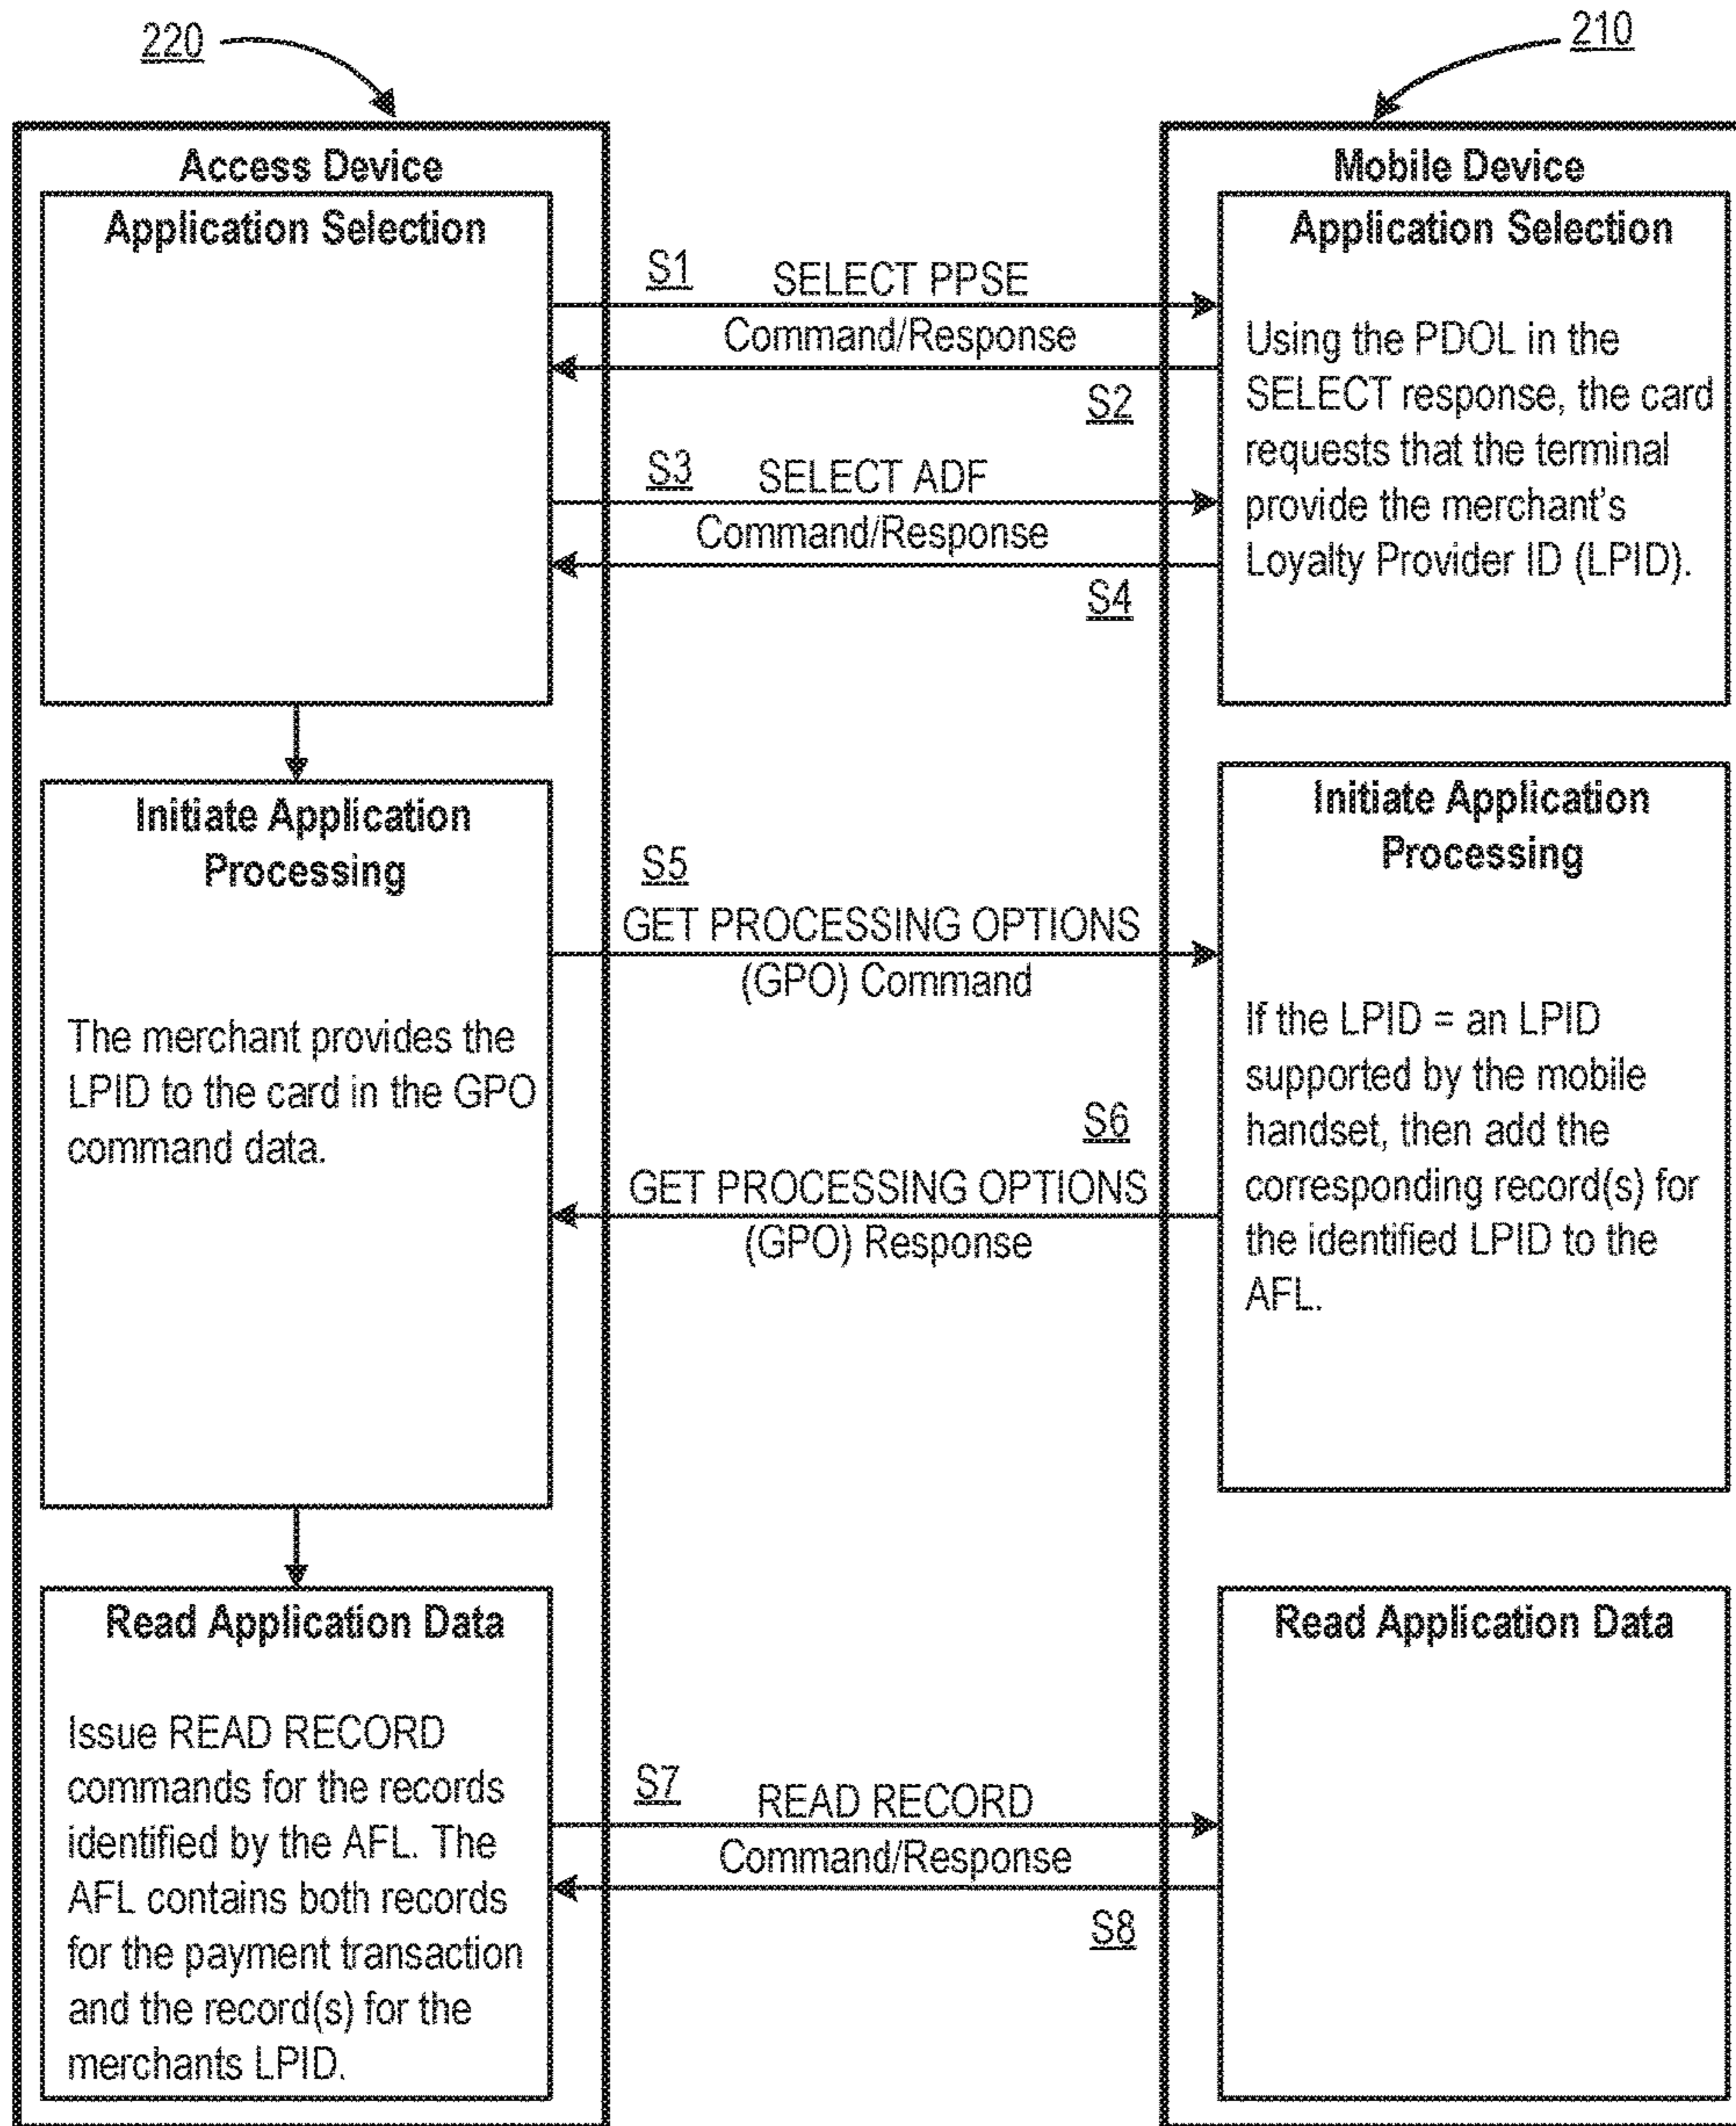 220
210
Access Device
Application Selection
Mobile Device
Application Selection
Using the PDOL in the
SELECT response, the card
requests that the terminal
provide the merchant's
Loyalty Provider ID (LPID).
S1
SELECT PPSE
Command/Response
S2
S3
SELECT ADF
Command/Response
S4
Initiate Application
Processing
The merchant provides the
LPID to the card in the GPO
command data.
S5
GET PROCESSING OPTIONS
(GPO) Command
S6
GET PROCESSING OPTIONS
(GPO) Response
Initiate Application
Processing
If the LPID = an LPID
supported by the mobile
handset, then add the
corresponding record(s) for
the identified LPID to the
AFL.
Read Application Data
Issue READ RECORD
commands for the records
identified by the AFL. The
AFL contains both records
for the payment transaction
and the record(s) for the
merchants LPID.
S7
READ RECORD
Command/Response
S8
Read Application Data